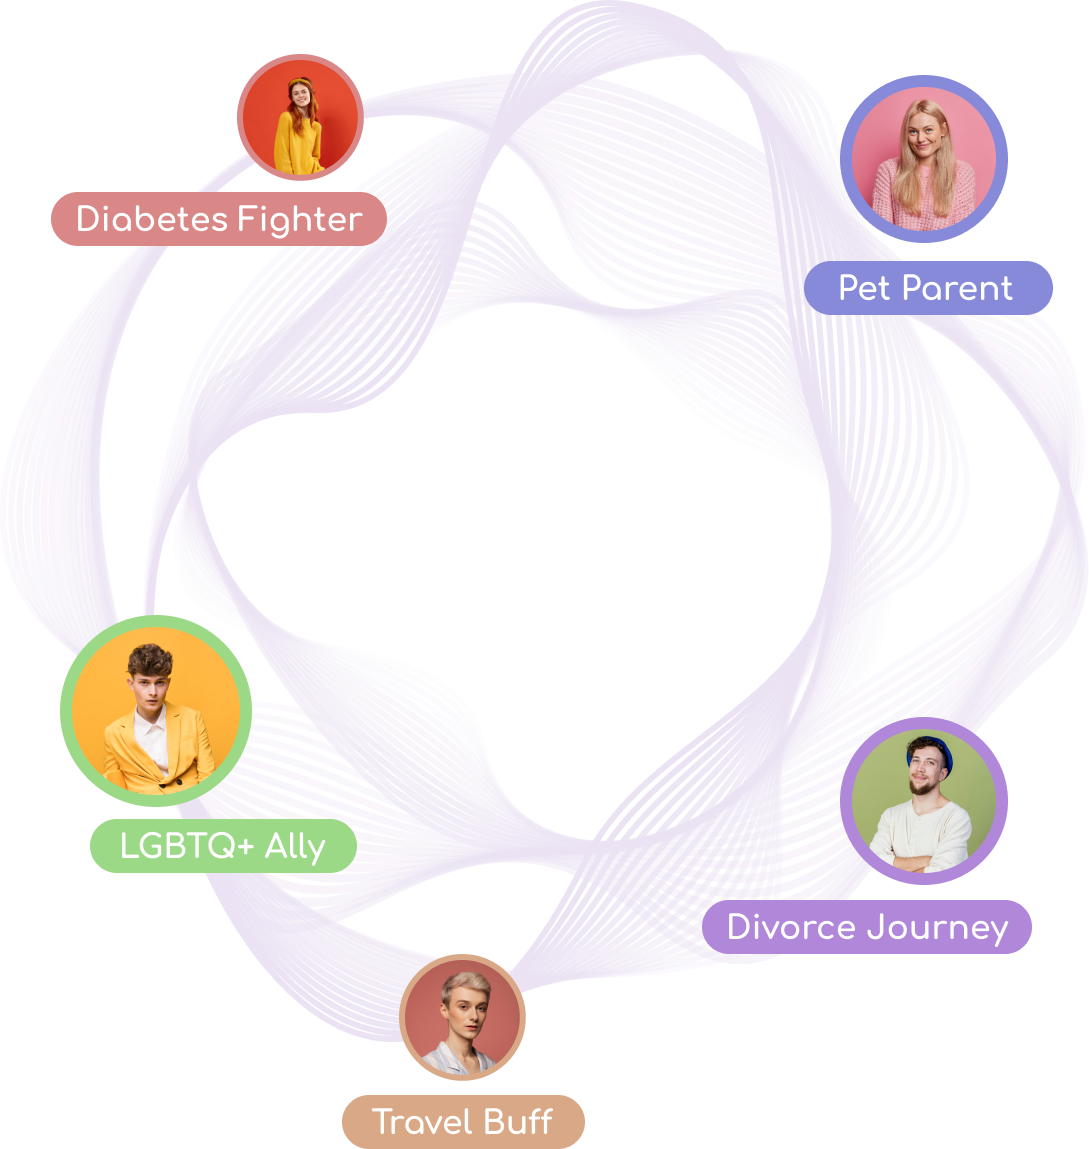 Diabetes Fighter
Pet Parent
LGBTQ+ Ally
Divorce Journey
Travel Buff